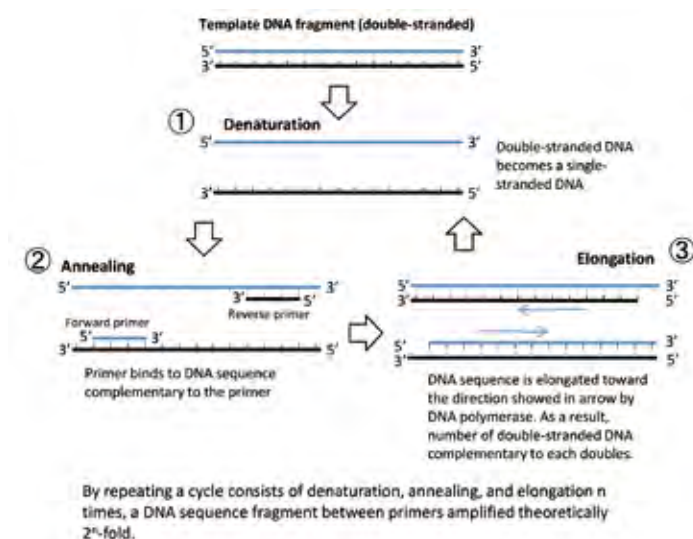 Template DNA fragment (double-stranded)
5' 3'
3' 5'
① Denaturation
5' 3'
Double-stranded DNA
becomes a single-
stranded DNA
3' 5'
② Annealing
5' 3'
3' 5'
Reverse primer
Forward primer
5' 3'
3' 5'
Primer binds to DNA sequence
complementary to the primer
Elongation ③
5' 3'
3' 5'
5' 3'
3' 5'
DNA sequence is elongated toward
the direction showed in arrow by
DNA polymerase. As a result,
number of double-stranded DNA
complementary to each doubles.
By repeating a cycle consists of denaturation, annealing, and elongation n
times, a DNA sequence fragment between primers amplified theoretically
2ⁿ-fold.